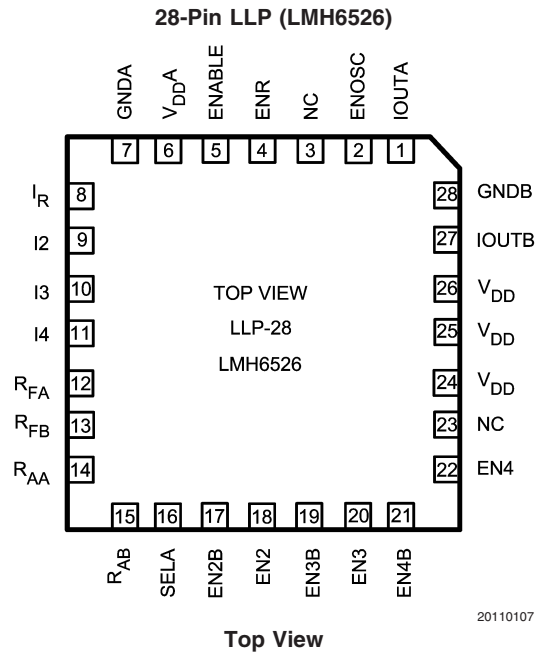 28-Pin LLP (LMH6526)
GNDA
VDDA
ENABLE
ENR
NC
ENOSC
IOUTA
7 6 5 4 3 2 1
IR 8
I2 9
I3 10
I4 11
RFA 12
RFB 13
RAA 14
TOP VIEW
LLP-28
LMH6526
28 GNDB
27 IOUTB
26 VDD
25 VDD
24 VDD
23 NC
22 EN4
15 16 17 18 19 20 21
RAB
SELA
EN2B
EN2
EN3B
EN3
EN4B
20110107
Top View